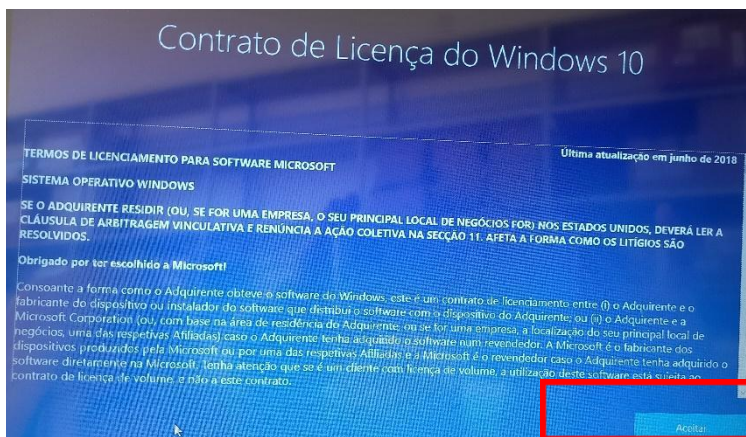 Contrato de Licença do Windows 10
Última atualização em junho de 2018
TERMOS DE LICENCIAMENTO PARA SOFTWARE MICROSOFT
SISTEMA OPERATIVO WINDOWS
SE O ADQUIRENTE RESIDIR (OU, SE FOR UMA EMPRESA, O SEU PRINCIPAL LOCAL DE NEGÓCIOS FOR) NOS ESTADOS UNIDOS, DEVERÁ LER A
CLÁUSULA DE ARBITRAGEM VINCULATIVA E RENÚNCIA A AÇÃO COLETIVA NA SECÇÃO 11. AFETA A FORMA COMO OS LITÍGIOS SÃO
RESOLVIDOS.
Obrigado por ter escolhido a Microsoft!
Consoante a forma como o Adquirente obteve o software do Windows, este é um contrato de licenciamento entre (i) o Adquirente e o
fabricante do dispositivo ou instalador do software que distribui o software com o dispositivo do Adquirente; ou (ii) o Adquirente e a
Microsoft Corporation (ou, com base na área de residência do Adquirente, ou se for uma empresa, a localização do seu principal local de
negócios, uma das respetivas Afiliadas) caso o Adquirente tenha adquirido o software num revendedor. A Microsoft é o fabricante dos
dispositivos produzidos pela Microsoft ou por uma das respetivas Afiliadas e a Microsoft é o revendedor caso o Adquirente tenha adquirido o
software diretamente na Microsoft. Tenha atenção que se é um cliente com licença de volume, a utilização deste software está sujeita ao
contrato de licença de volume, e não a este contrato.
Aceitar